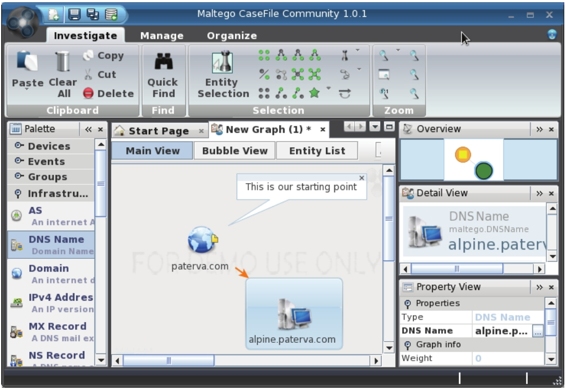 Maltego CaseFile Community 1.0.1
Investigate Manage Organize
Paste
Clear All
Copy
Cut
Delete
Clipboard
Quick Find
Find
Entity Selection
Selection
Zoom
Palette
Devices
Events
Groups
Infrastru...
AS
An internet A
DNS Name
Domain Name
Domain
An internet d
IPv4 Addres
An IP version
MX Record
A DNS mail ex
NS Record
Start Page
New Graph (1) *
Main View Bubble View Entity List
This is our starting point
FOR DEMO USE ONLY
paterva.com
alpine.paterva.com
Overview
Detail View
DNS Name
maltego.DNSName
alpine.paterv
Property View
Properties
Type DNS Name
DNS Name alpine.p...
Graph info
Weight 0